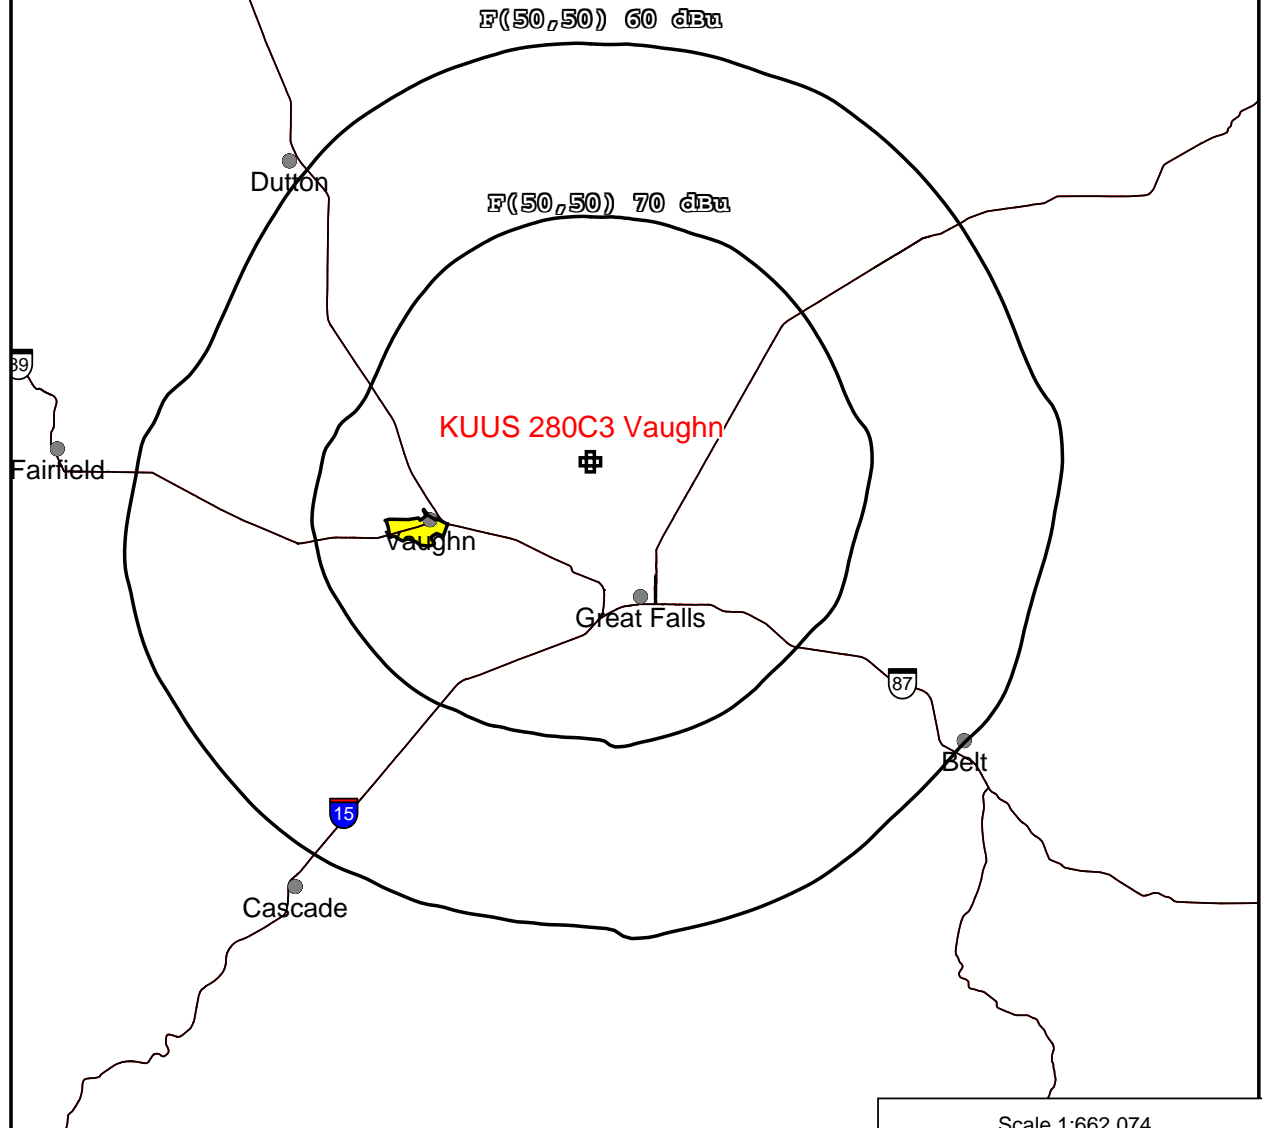 F(50,50) 60 dBu
Dutton
F(50,50) 70 dBu
89
KUUS 280C3 Vaughn
Fairfield
Vaughn
Great Falls
87
Belt
15
Cascade
Scale 1:662,074